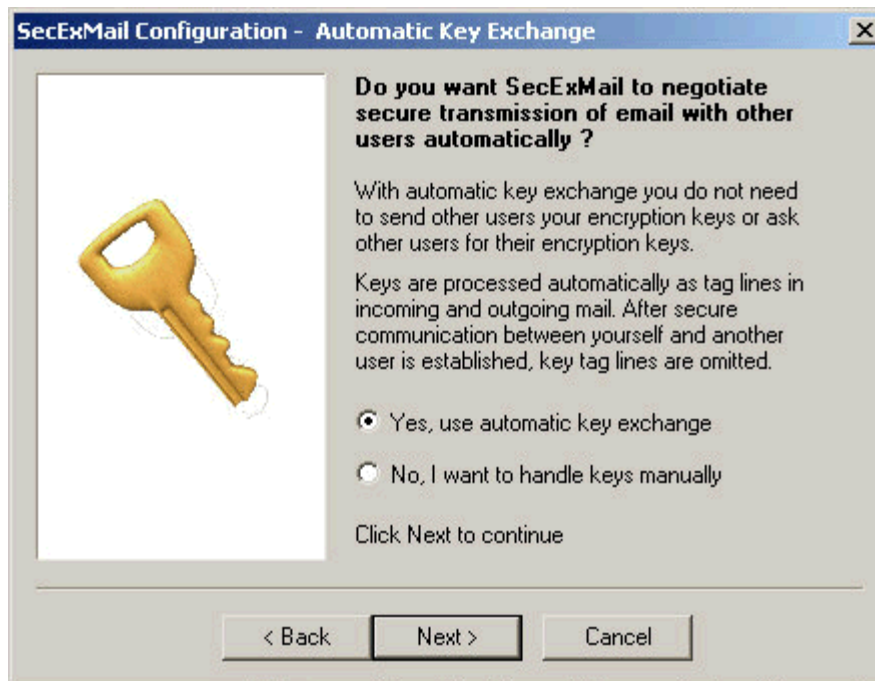 SecExMail Configuration - Automatic Key Exchange
Do you want SecExMail to negotiate
secure transmission of email with other
users automatically ?
With automatic key exchange you do not need
to send other users your encryption keys or ask
other users for their encryption keys.
Keys are processed automatically as tag lines in
incoming and outgoing mail. After secure
communication between yourself and another
user is established, key tag lines are omitted.
Yes, use automatic key exchange
No, I want to handle keys manually
Click Next to continue
< Back
Next >
Cancel